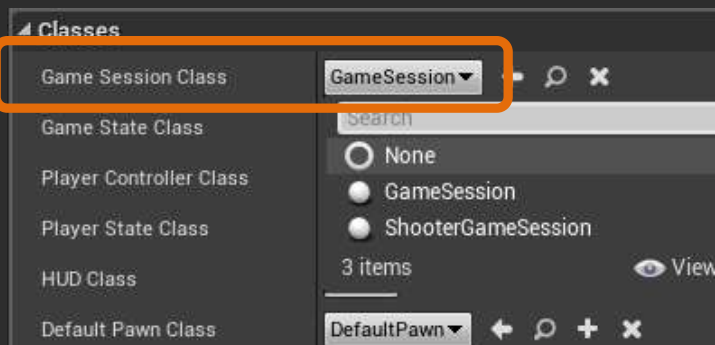 Classes
Game Session Class GameSession
Search
Game State Class
None
Player Controller Class
GameSession
Player State Class
ShooterGameSession
HUD Class
3 items View
Default Pawn Class DefaultPawn